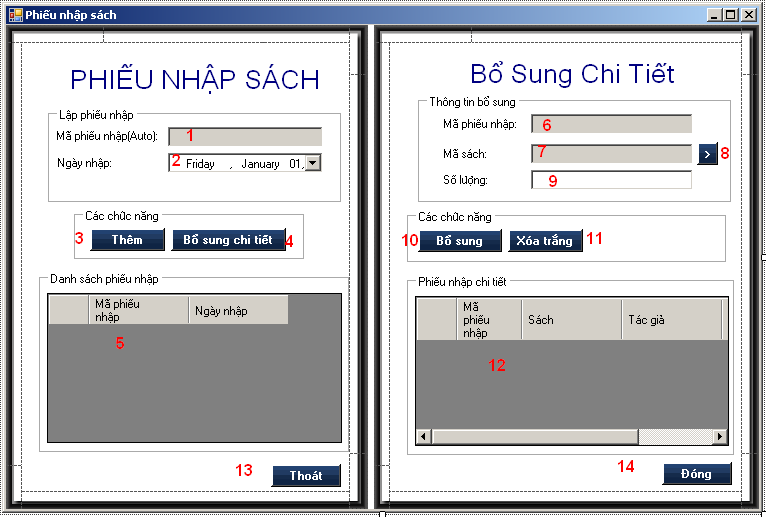 Phiếu nhập sách
PHIẾU NHẬP SÁCH
Lập phiếu nhập
Mã phiếu nhập(Auto): 1
Ngày nhập: 2 Friday , January 01,
Các chức năng
3 Thêm Bổ sung chi tiết 4
Danh sách phiếu nhập
Mã phiếu
nhập
Ngày nhập
5
13 Thoát
Bổ Sung Chi Tiết
Thông tin bổ sung
Mã phiếu nhập: 6
Mã sách: 7 > 8
Số lượng: 9
Các chức năng
10 Bổ sung Xóa trắng 11
Phiếu nhập chi tiết
Mã
phiếu
nhập
Sách
Tác giả
12
14 Đóng